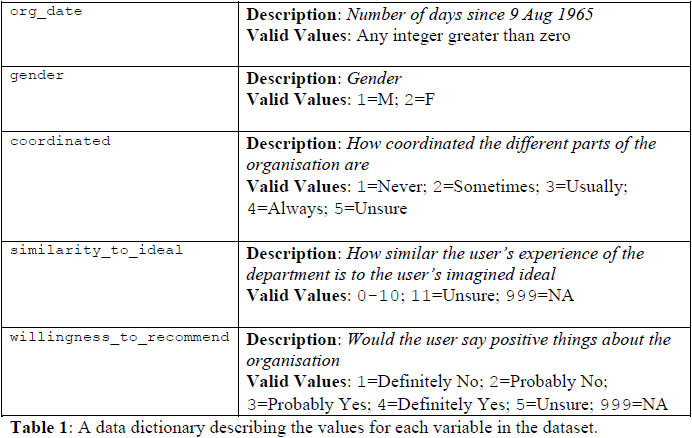 org_date
Description: Number of days since 9 Aug 1965
Valid Values: Any integer greater than zero
gender
Description: Gender
Valid Values: 1=M; 2=F
coordinated
Description: How coordinated the different parts of the
organisation are
Valid Values: 1=Never; 2=Sometimes; 3=Usually;
4=Always; 5=Unsure
similarity_to_ideal
Description: How similar the user’s experience of the
department is to the user’s imagined ideal
Valid Values: 0-10; 11=Unsure; 999=NA
willingness_to_recommend
Description: Would the user say positive things about the
organisation
Valid Values: 1=Definitely No; 2=Probably No;
3=Probably Yes; 4=Definitely Yes; 5=Unsure; 999=NA
Table 1: A data dictionary describing the values for each variable in the dataset.